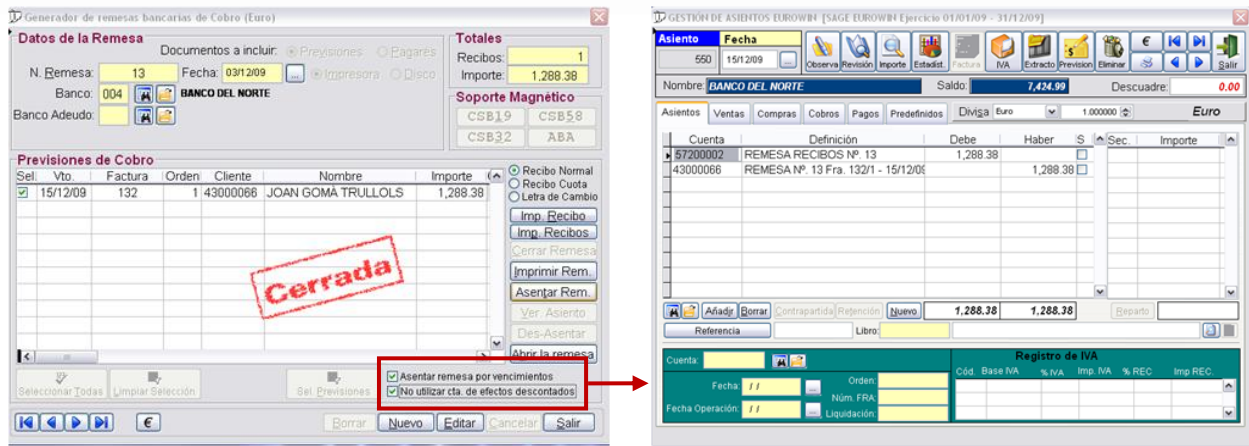 Generador de remesas bancarias de Cobro (Euro)
Datos de la Remesa
Documentos a incluir: Previsiones Pagarés
N. Remesa: 13 Fecha: 03/12/09 ... Impresora Disco
Banco: 004 BANCO DEL NORTE
Banco Adeudo:
Totales
Recibos: 1
Importe: 1,288.38
Soporte Magnético
CSB19 CSB58
CSB32 ABA
Previsiones de Cobro
Sel. Vto. Factura Orden Cliente Nombre Importe
15/12/09 132 1 43000066 JOAN GOMÀ TRULLOLS 1,288.38
Cerrada
Recibo Normal
Recibo Cuota
Letra de Cambio
Imp. Recibo
Imp. Recibos
Cerrar Remesa
Imprimir Rem.
Asentar Rem.
Ver. Asiento
Des-Asentar
Abrir la remesa
Seleccionar Todas Limpiar Selección Sel. Previsiones
Asentar remesa por vencimientos
No utilizar cta. de efectos descontados
€ Borrar Nuevo Editar Cancelar Salir
GESTIÓN DE ASIENTOS EUROWIN [SAGE EUROWIN Ejercicio 01/01/09 - 31/12/09]
Asiento Fecha
550 15/12/09 ...
Observa Revisión Importe Estadist. Factura IVA Extracto Prevision Eliminar € Salir
Nombre: BANCO DEL NORTE Saldo: 7,424.99 Descuadre: 0.00
Asientos Ventas Compras Cobros Pagos Predefinidos Divisa Euro 1.000000 Euro
Cuenta Definición Debe Haber S Sec. Importe
57200002 REMESA RECIBOS Nº. 13 1,288.38
43000066 REMESA Nº. 13 Fra. 132/1 - 15/12/09 1,288.38
Añadir Borrar Contrapartida Retención Nuevo 1,288.38 1,288.38 Reparto
Referencia Libro:
Cuenta:
Fecha: / / ... Orden:
Núm. FRA:
Fecha Operación: / / ... Liquidación:
Registro de IVA
Cód. Base IVA % IVA Imp. IVA % REC Imp REC.